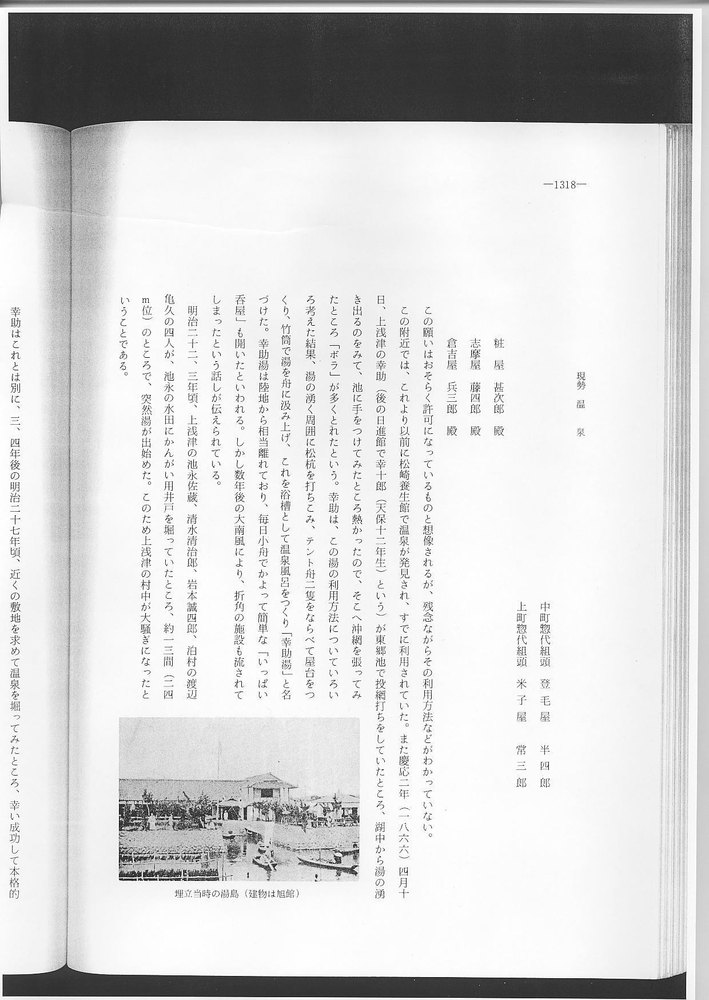 ―1318―
現勢 温泉
中町惣代組頭 登毛屋 半四郎
上町惣代組頭 米子屋 常三郎
粧屋 甚次郎 殿
志摩屋 藤四郎 殿
倉吉屋 兵三郎 殿
この願いはおそらく許可になっているものと想像されるが、残念ながらその利用方法などがわかっていない。
この附近では、これより以前に松崎養生館で温泉が発見され、すでに利用されていた。また慶応二年（一八六六）四月十
日、上浅津の幸助（後の日進館で幸十郎（天保十二年生）という）が東郷池で投網打ちをしていたところ、湖中から湯の湧
き出るのをみて、池に手をつけてみたところ熱かったので、そこへ沖網を張ってみ
たところ「ボラ」が多くとれたという。幸助は、この湯の利用方法についていろい
ろ考えた結果、湯の湧く周囲に松杭を打ちこみ、テント舟二隻をならべて屋台をつ
くり、竹筒で湯を舟に汲み上げ、これを浴槽として温泉風呂をつくり「幸助湯」と名
づけた。幸助湯は陸地から相当離れており、毎日小舟でかよって簡単な「いっぱい
呑屋」も開いたといわれる。しかし数年後の大南風により、折角の施設も流されて
しまったという話しが伝えられている。
明治二十二、三年頃、上浅津の池永佐蔵、清水清治郎、岩本誠四郎、泊村の渡辺
亀久の四人が、池永の水田にかんがい用井戸を堀っていたところ、約一三間（二四
m位）のところで、突然湯が出始めた。このため上浅津の村中が大騒ぎになったと
いうことである。
埋立当時の湯島（建物は旭館）
幸助はこれとは別に、三、四年後の明治二十七年頃、近くの敷地を求めて温泉を堀ってみたところ、幸い成功して本格的